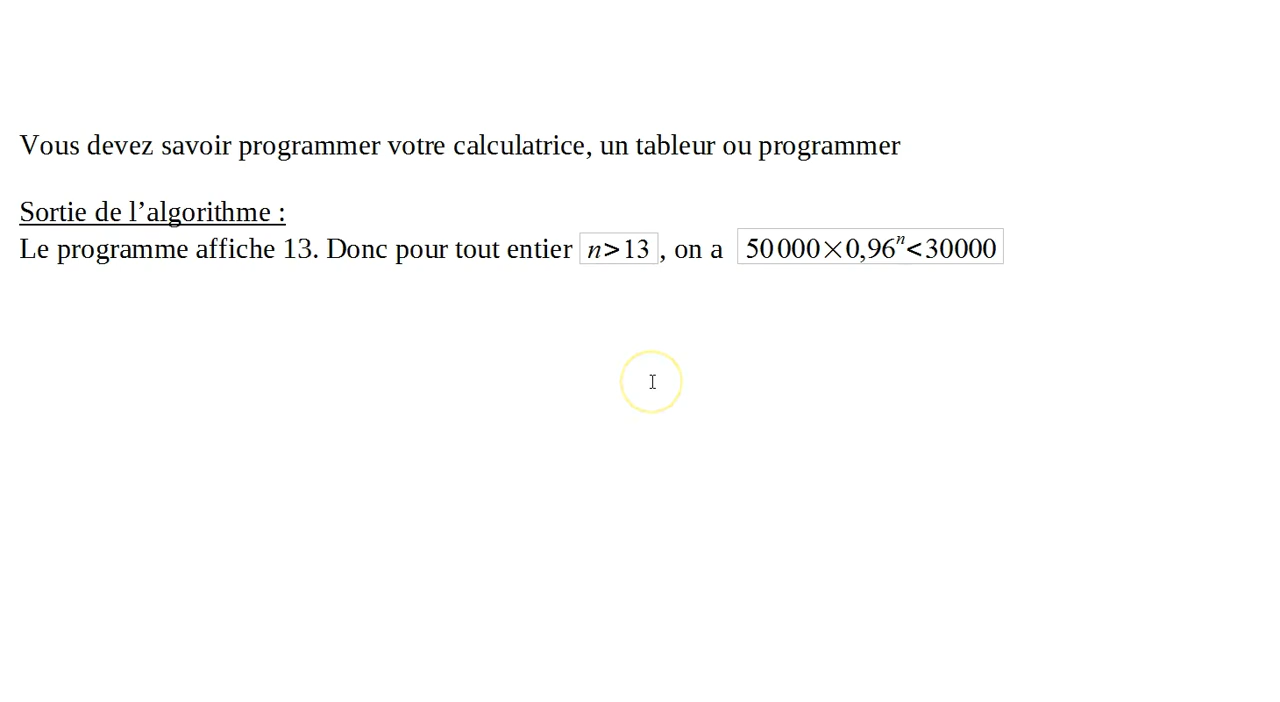 Vous devez savoir programmer votre calculatrice, un tableur ou programmer
Sortie de l’algorithme :
Le programme affiche 13. Donc pour tout entier n>13 , on a 50 000×0,96ⁿ<30000